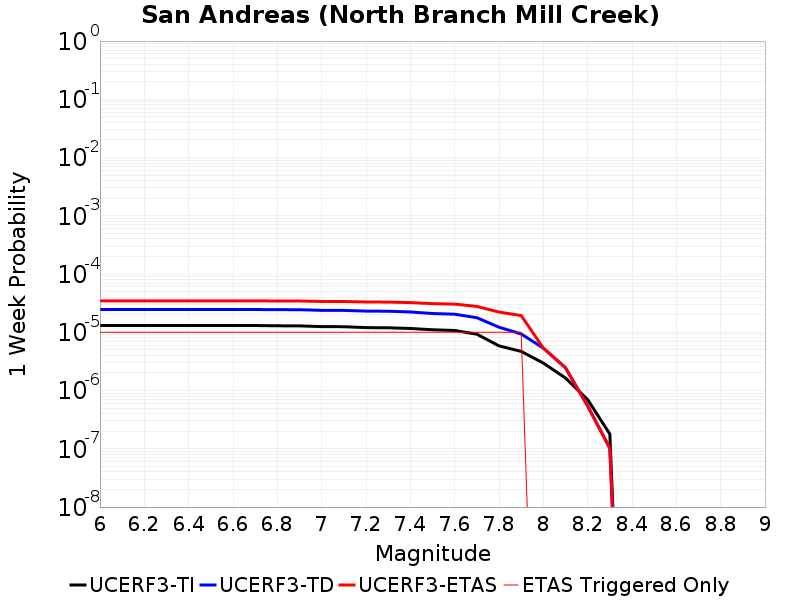 San Andreas (North Branch Mill Creek)
10^0
10^-1
10^-2
10^-3
10^-4
10^-5
10^-6
10^-7
10^-8
1 Week Probability
6 6.2 6.4 6.6 6.8 7 7.2 7.4 7.6 7.8 8 8.2 8.4 8.6 8.8 9
Magnitude
UCERF3-TI UCERF3-TD UCERF3-ETAS ETAS Triggered Only